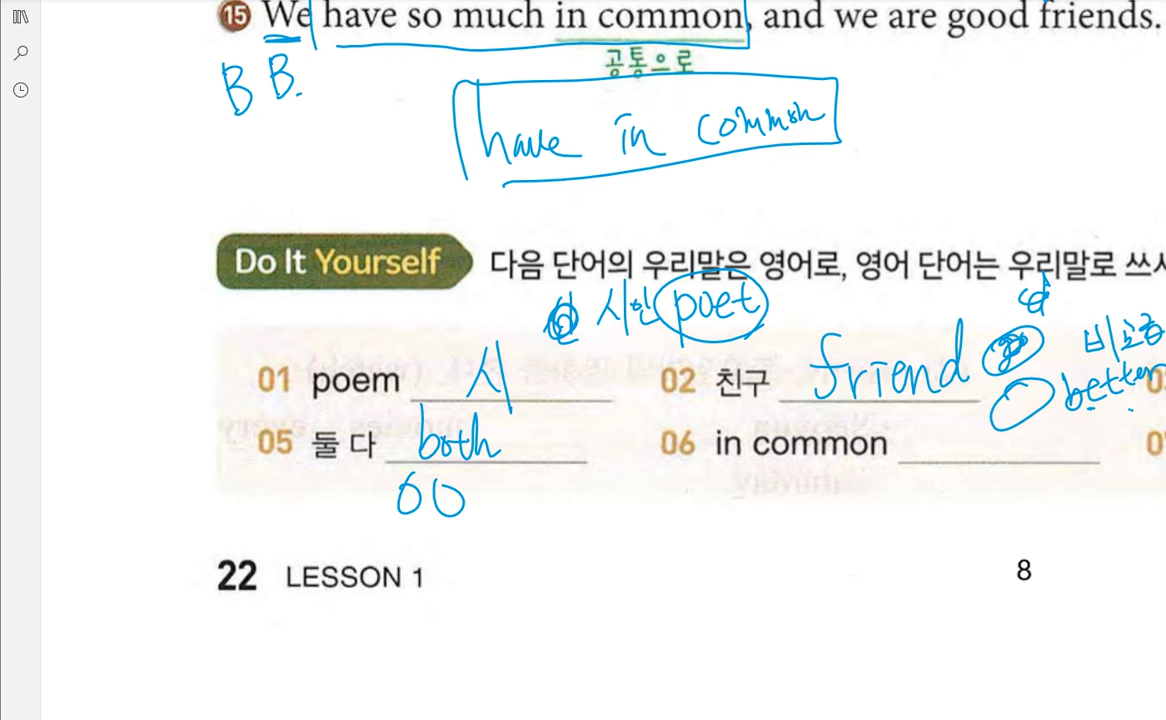 15 We have so much in common, and we are good friends.
공통으로
B B.
have in common
Do It Yourself 다음 단어의 우리말은 영어로, 영어 단어는 우리말로 쓰시
시인 poet
01 poem 시 02 친구 friend
better
05 둘 다 both 06 in common
22 LESSON 1 8